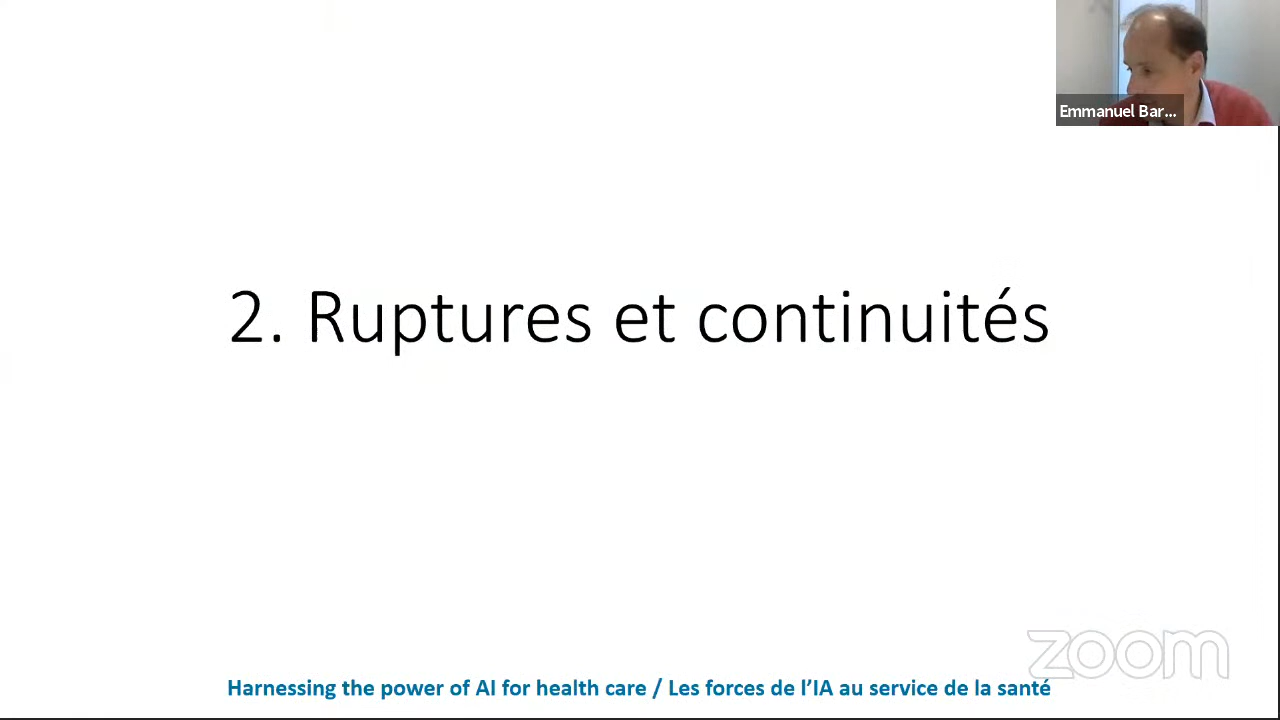 Emmanuel Bar...
2. Ruptures et continuités
zoom
Harnessing the power of AI for health care / Les forces de l'IA au service de la santé